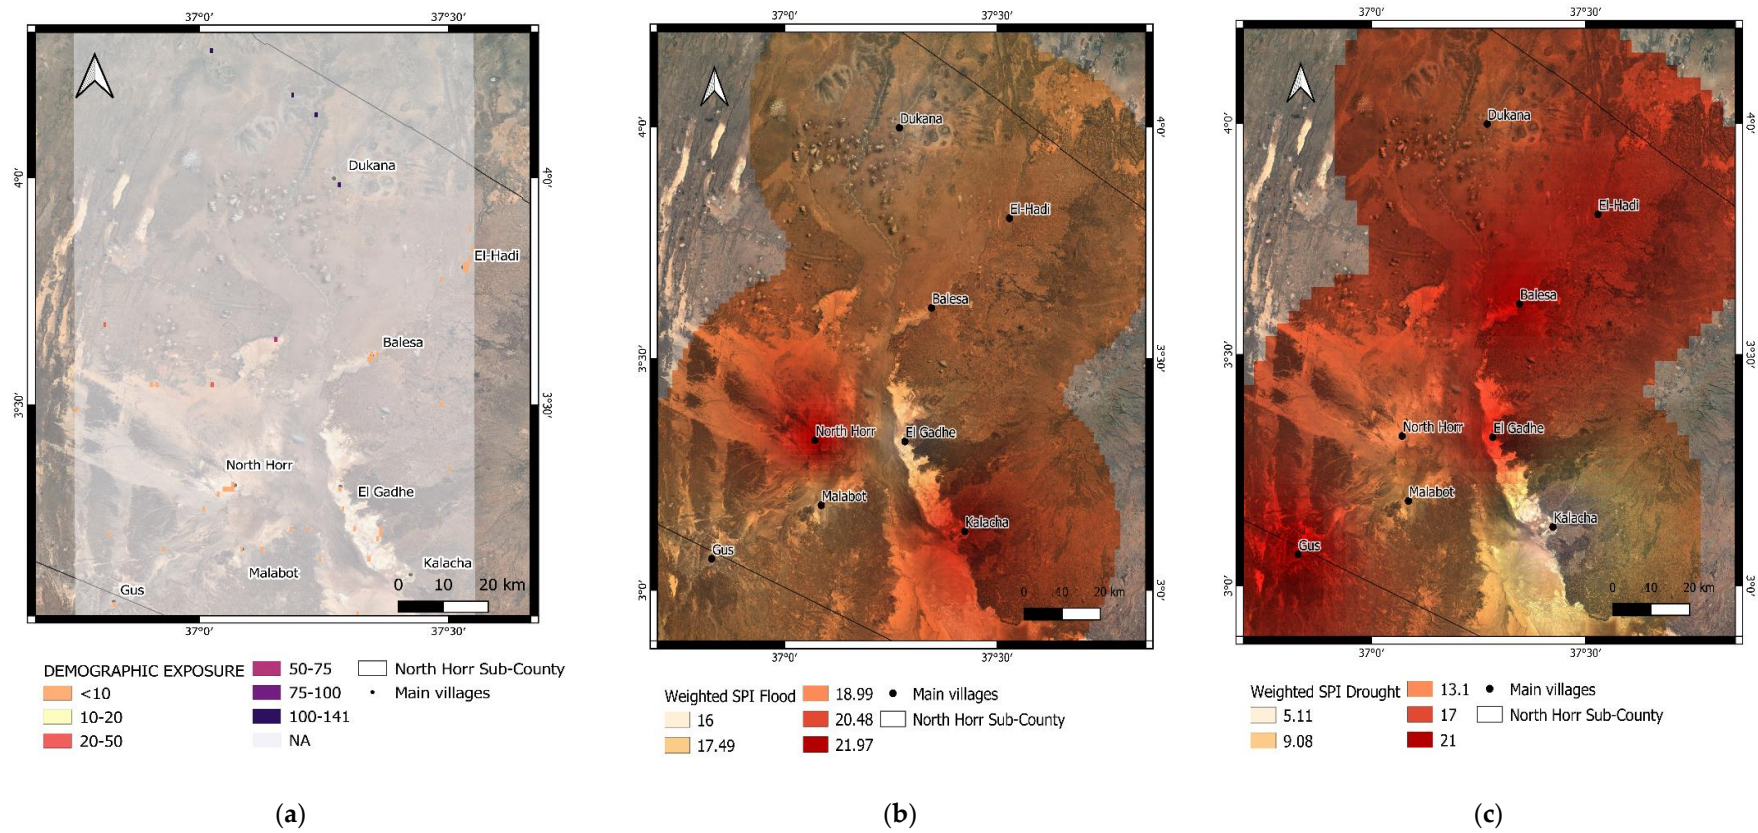 37°0' 37°30'
4°0' 4°0'
Dukana
El-Hadi
Balesa
3°30' 3°30'
North Horr
El Gadhe
Malabot
Kalacha
Gus
0 10 20 km
37°0' 37°30'
DEMOGRAPHIC EXPOSURE
<10
10-20
20-50
50-75
75-100
100-141
NA
North Horr Sub-County
Main villages
(a)
37°0' 37°30'
4°0' 4°0'
Dukana
El-Hadi
Balesa
3°30' 3°30'
North Horr
El Gadhe
Malabot
Kalacha
Gus
3°0' 3°0'
0 10 20 km
37°0' 37°30'
Weighted SPI Flood
16
17.49
18.99
20.48
21.97
Main villages
North Horr Sub-County
(b)
37°0' 37°30'
4°0' 4°0'
Dukana
El-Hadi
Balesa
3°30' 3°30'
North Horr
El Gadhe
Malabot
Kalacha
Gus
3°0' 3°0'
0 10 20 km
37°0' 37°30'
Weighted SPI Drought
5.11
9.08
13.1
17
21
Main villages
North Horr Sub-County
(c)